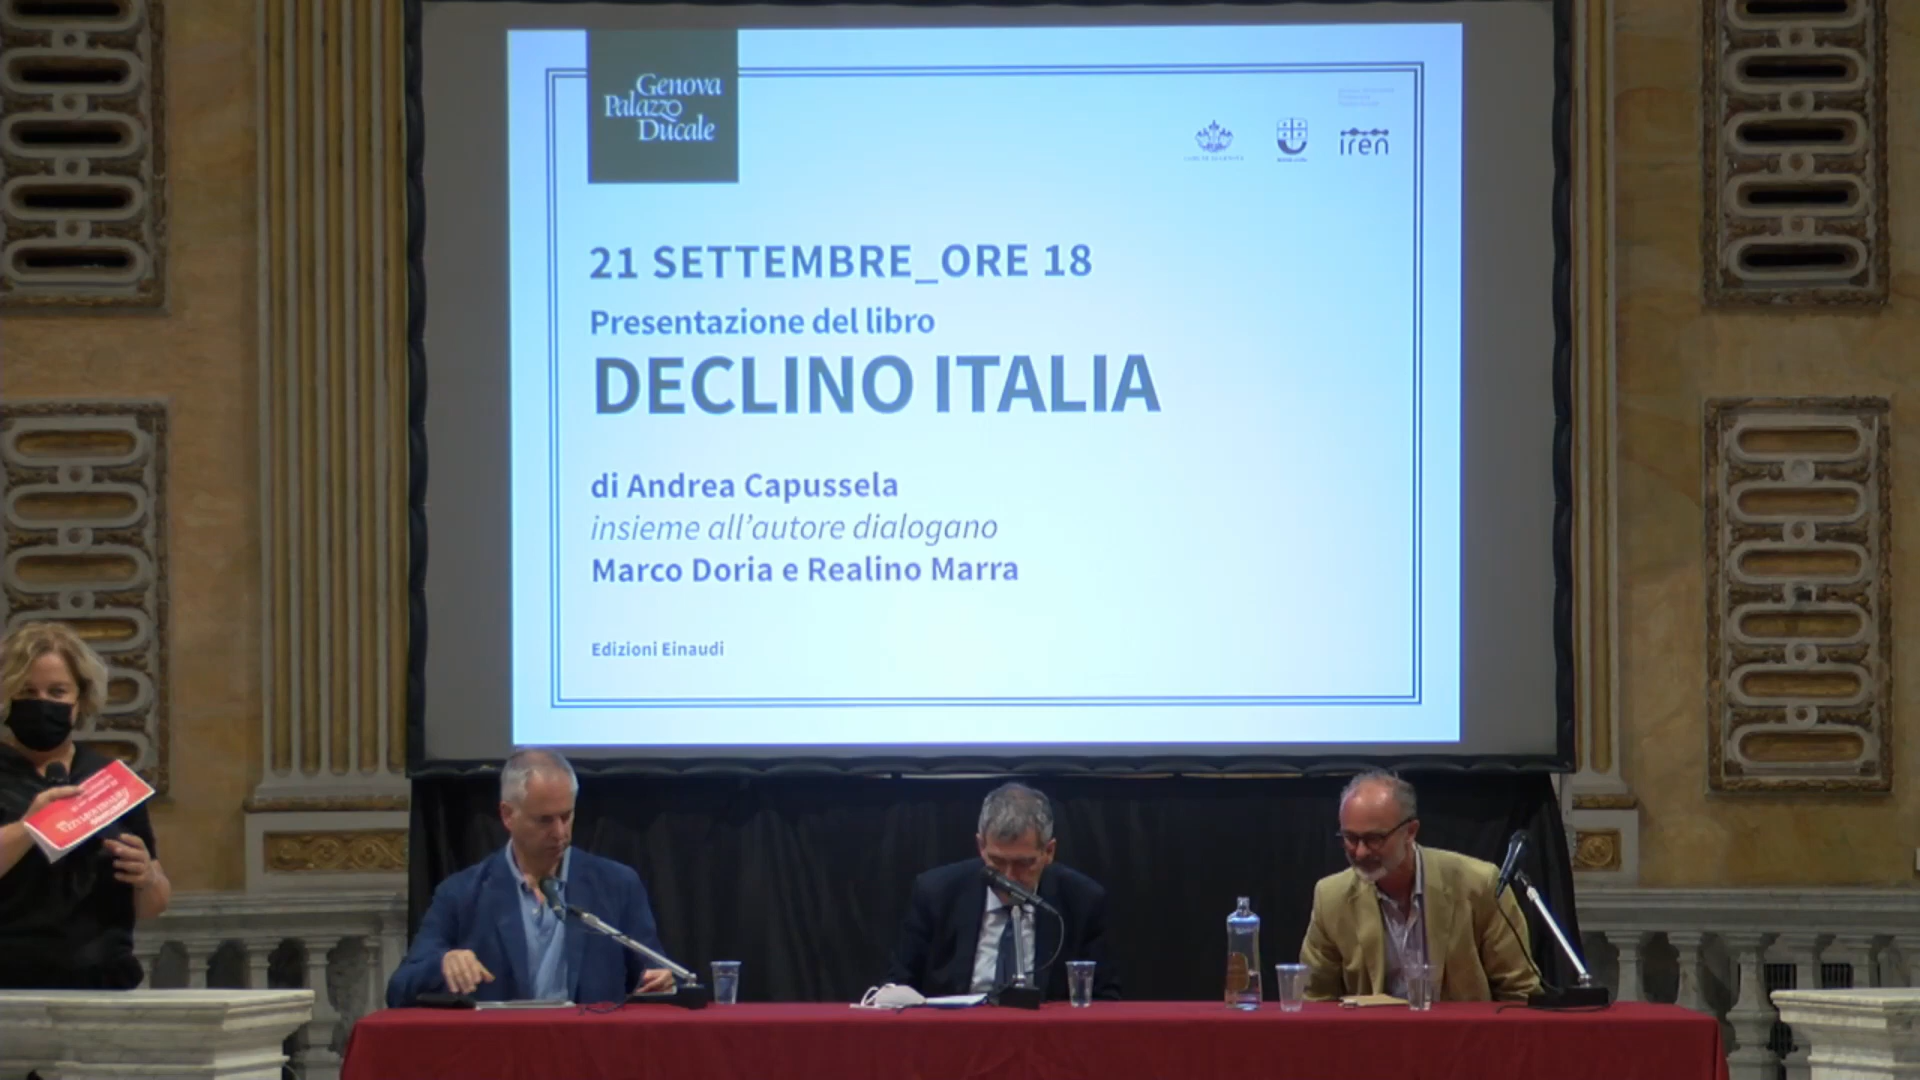 Genova
Palazzo
Ducale
iren
21 SETTEMBRE_ORE 18
Presentazione del libro
DECLINO ITALIA
di Andrea Capussela
insieme all'autore dialogano
Marco Doria e Realino Marra
Edizioni Einaudi